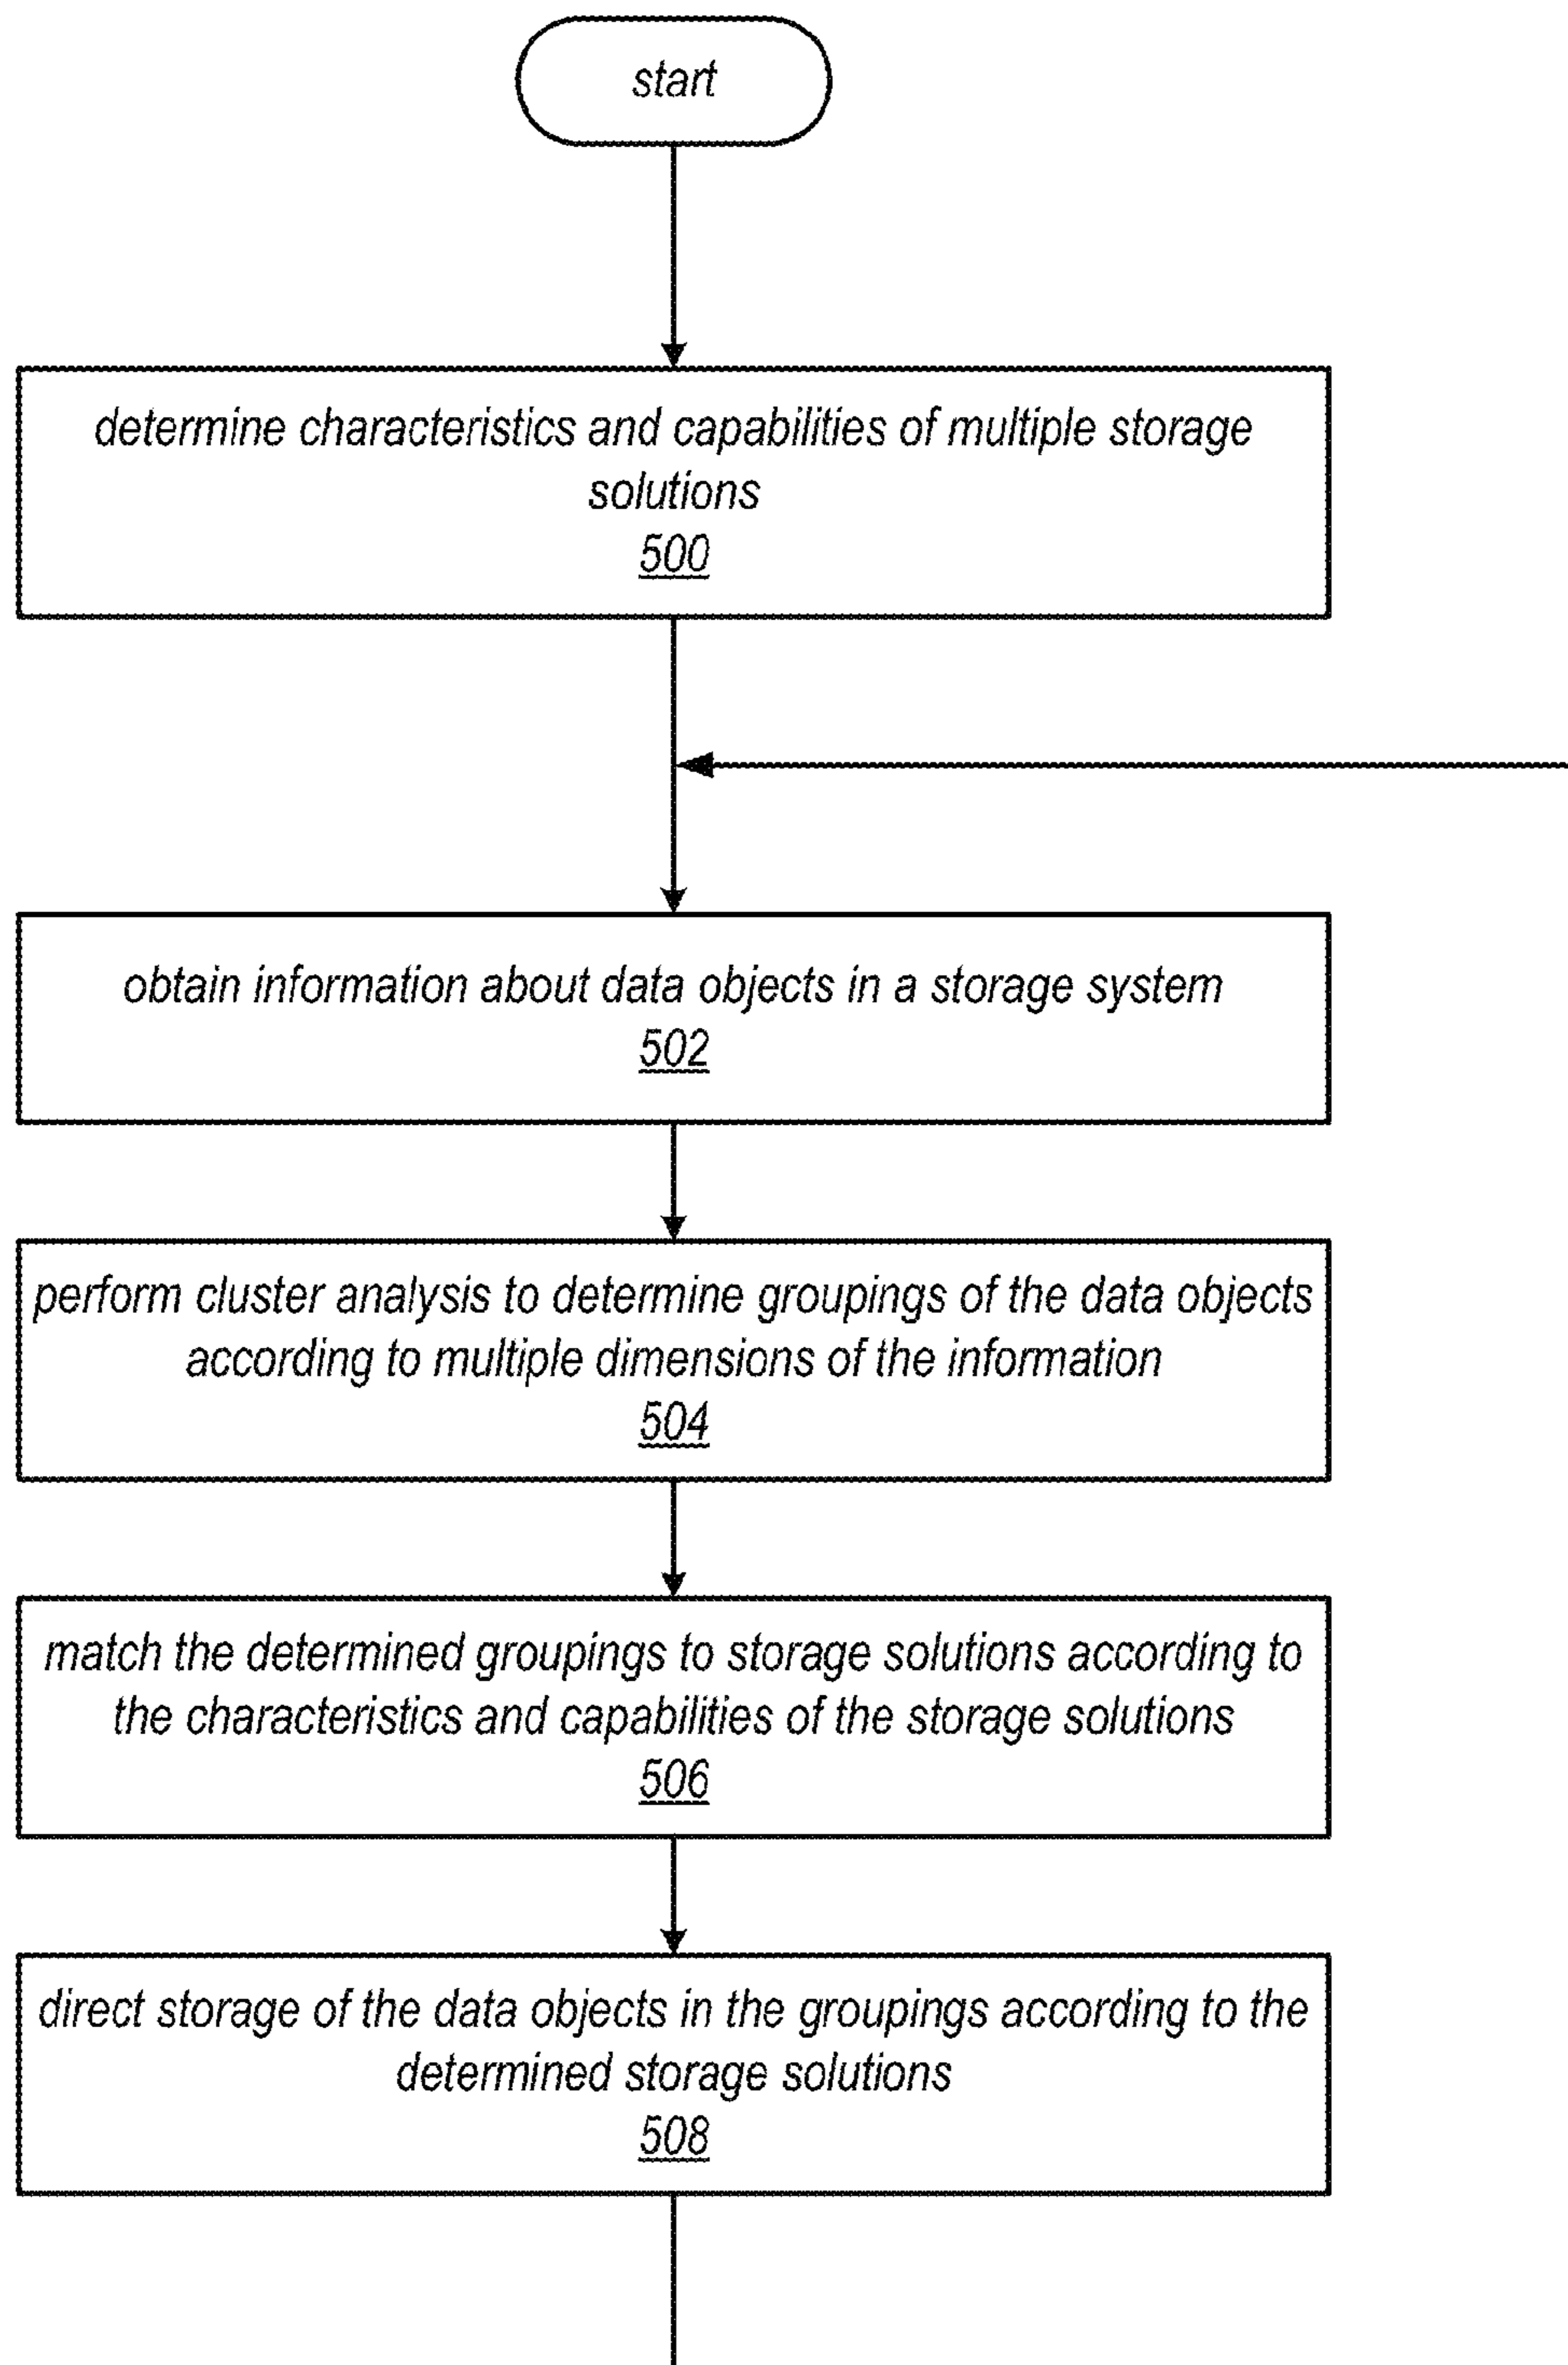 start
determine characteristics and capabilities of multiple storage
solutions
500
obtain information about data objects in a storage system
502
perform cluster analysis to determine groupings of the data objects
according to multiple dimensions of the information
504
match the determined groupings to storage solutions according to
the characteristics and capabilities of the storage solutions
506
direct storage of the data objects in the groupings according to the
determined storage solutions
508